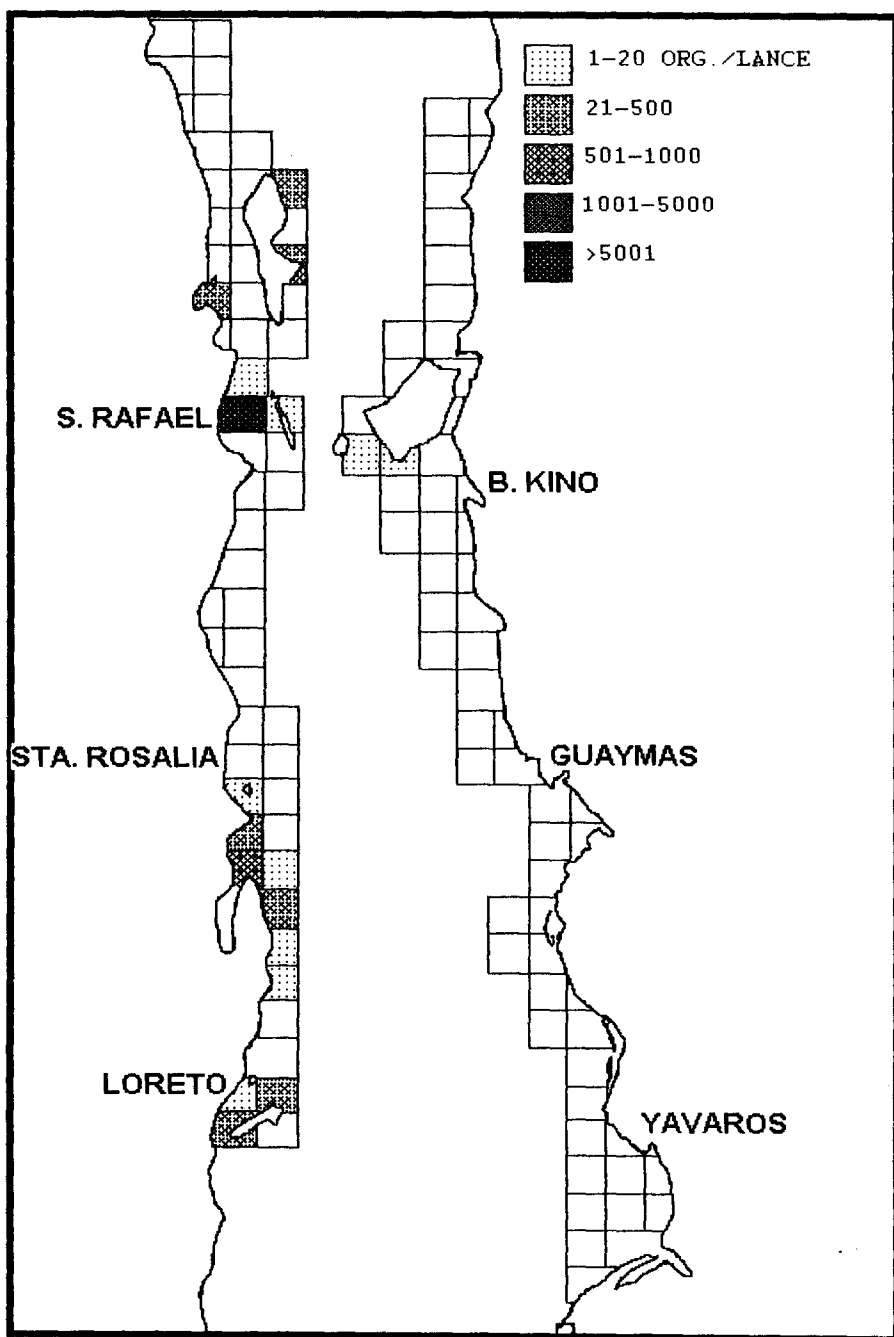 1-20 ORG./LANCE
21-500
501-1000
1001-5000
>5001
S. RAFAEL
B. KINO
STA. ROSALIA
GUAYMAS
LORETO
YAVAROS